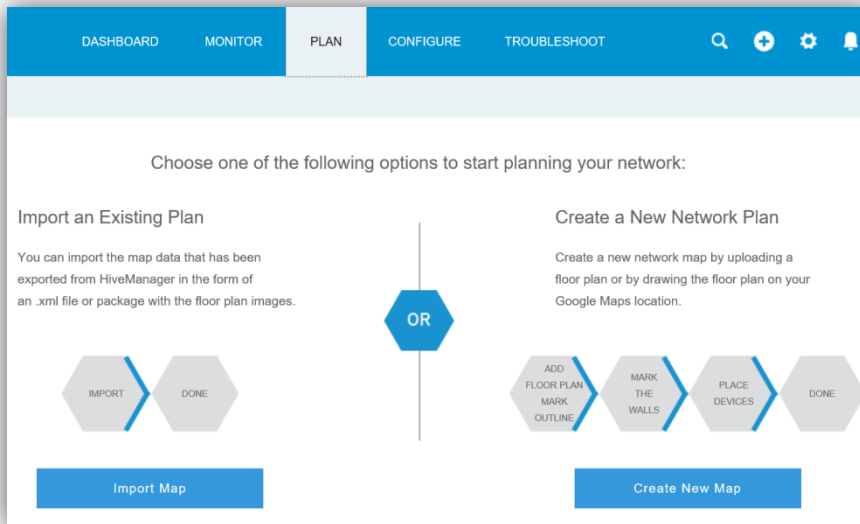 DASHBOARD MONITOR PLAN CONFIGURE TROUBLESHOOT
Choose one of the following options to start planning your network:
Import an Existing Plan
You can import the map data that has been
exported from HiveManager in the form of
an .xml file or package with the floor plan images.
IMPORT
DONE
Import Map
OR
Create a New Network Plan
Create a new network map by uploading a
floor plan or by drawing the floor plan on your
Google Maps location.
ADD
FLOOR PLAN
MARK
OUTLINE
MARK
THE
WALLS
PLACE
DEVICES
DONE
Create New Map